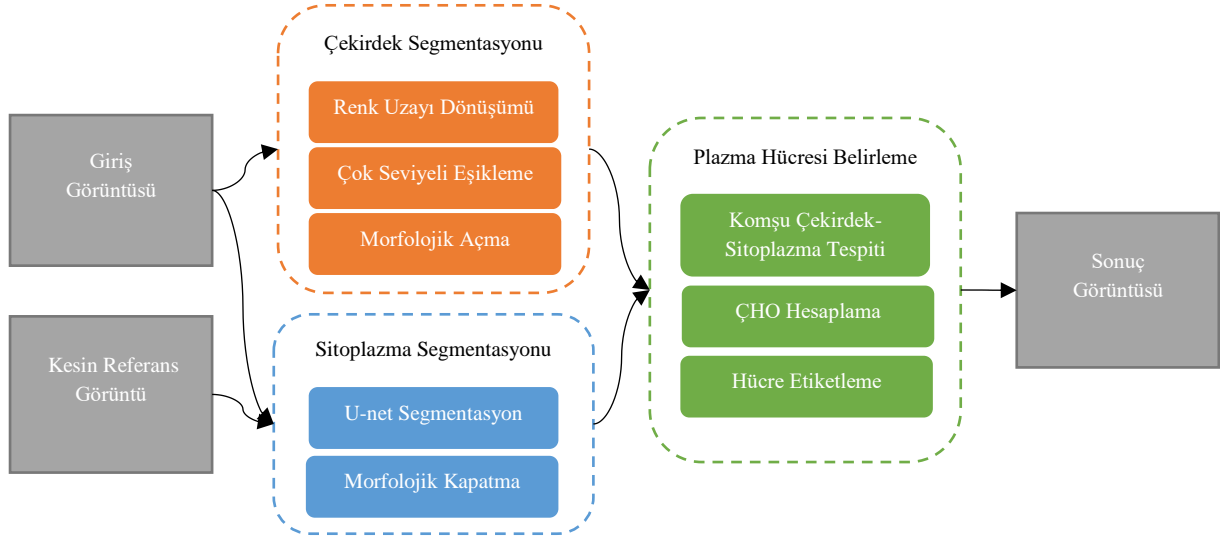 Giriş
Görüntüsü
Kesin Referans
Görüntü
Çekirdek Segmentasyonu
Renk Uzayı Dönüşümü
Çok Seviyeli Eşikleme
Morfolojik Açma
Sitoplazma Segmentasyonu
U-net Segmentasyon
Morfolojik Kapatma
Plazma Hücresi Belirleme
Komşu Çekirdek-
Sitoplazma Tespiti
ÇHO Hesaplama
Hücre Etiketleme
Sonuç
Görüntüsü